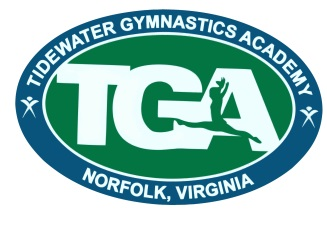 TIDEWATER GYMNASTICS ACADEMY
TGA
NORFOLK, VIRGINIA